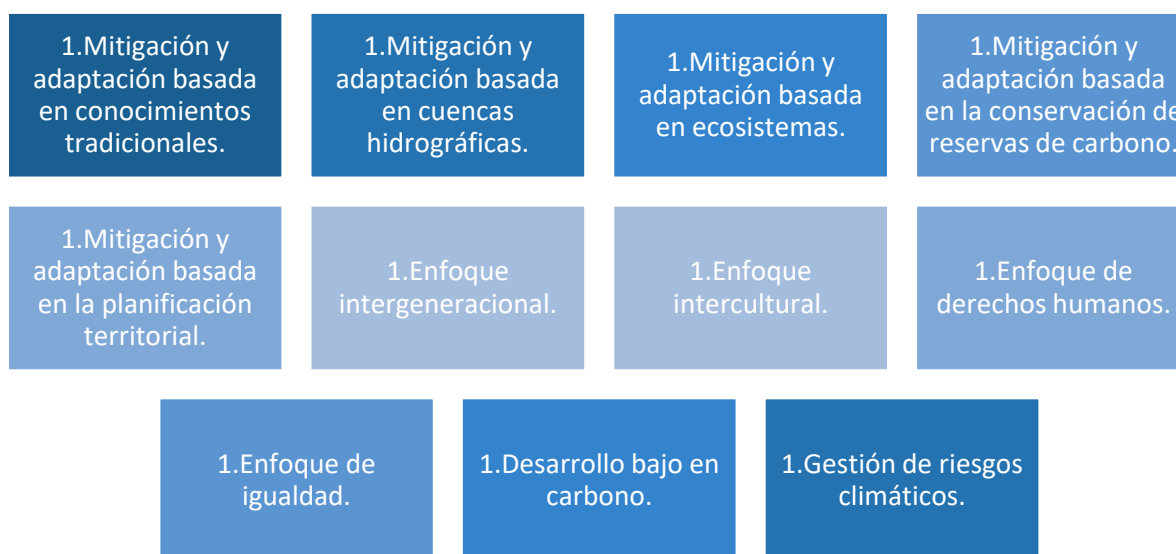 1.Mitigación y
adaptación basada
en conocimientos
tradicionales.
1.Mitigación y
adaptación basada
en cuencas
hidrográficas.
1.Mitigación y
adaptación basada
en ecosistemas.
1.Mitigación y
adaptación basada
en la conservación de
reservas de carbono.
1.Mitigación y
adaptación basada
en la planificación
territorial.
1.Enfoque
intergeneracional.
1.Enfoque
intercultural.
1.Enfoque de
derechos humanos.
1.Enfoque de
igualdad.
1.Desarrollo bajo en
carbono.
1.Gestión de riesgos
climáticos.